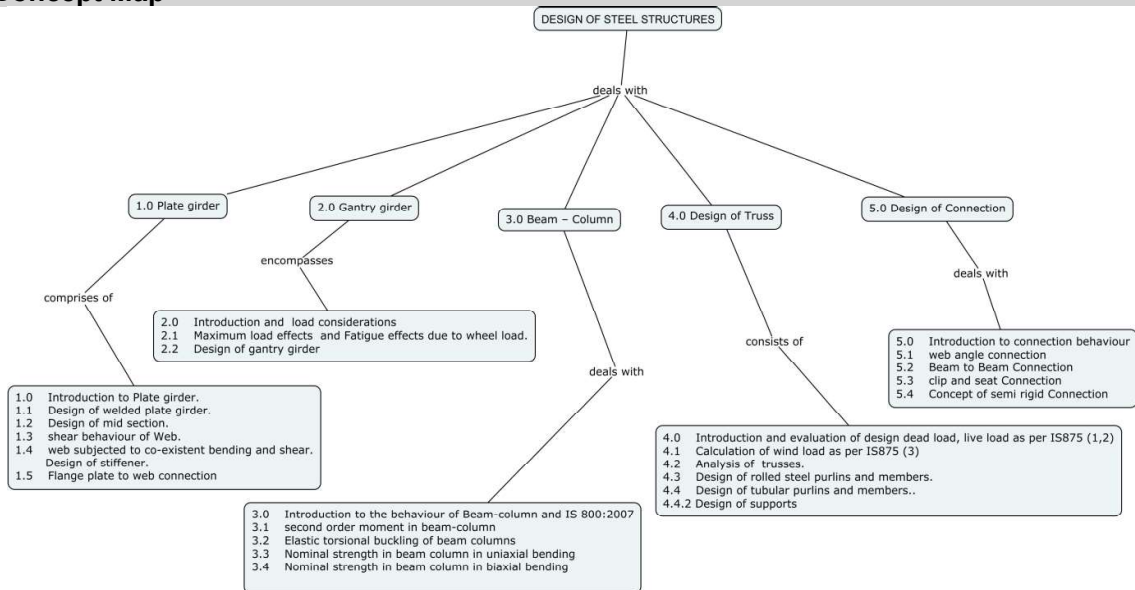 Concept Map
DESIGN OF STEEL STRUCTURES
deals with
1.0 Plate girder
2.0 Gantry girder
3.0 Beam – Column
4.0 Design of Truss
5.0 Design of Connection
comprises of
encompasses
deals with
consists of
deals with
1.0 Introduction to Plate girder.
1.1 Design of welded plate girder.
1.2 Design of mid section.
1.3 shear behaviour of Web.
1.4 web subjected to co-existent bending and shear.
Design of stiffener.
1.5 Flange plate to web connection
2.0 Introduction and load considerations
2.1 Maximum load effects and Fatigue effects due to wheel load.
2.2 Design of gantry girder
3.0 Introduction to the behaviour of Beam-column and IS 800:2007
3.1 second order moment in beam-column
3.2 Elastic torsional buckling of beam columns
3.3 Nominal strength in beam column in uniaxial bending
3.4 Nominal strength in beam column in biaxial bending
4.0 Introduction and evaluation of design dead load, live load as per IS875 (1,2)
4.1 Calculation of wind load as per IS875 (3)
4.2 Analysis of trusses.
4.3 Design of rolled steel purlins and members.
4.4 Design of tubular purlins and members..
4.4.2 Design of supports
5.0 Introduction to connection behaviour
5.1 web angle connection
5.2 Beam to Beam Connection
5.3 clip and seat Connection
5.4 Concept of semi rigid Connection